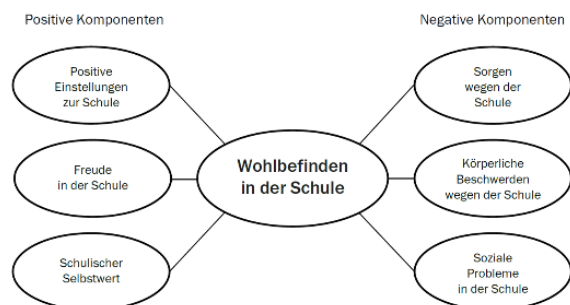 Positive Komponenten
Negative Komponenten
Positive
Einstellungen
zur Schule
Sorgen
wegen der
Schule
Freude
in der Schule
Wohlbefinden
in der Schule
Körperliche
Beschwerden
wegen der Schule
Schulischer
Selbstwert
Soziale
Probleme
in der Schule